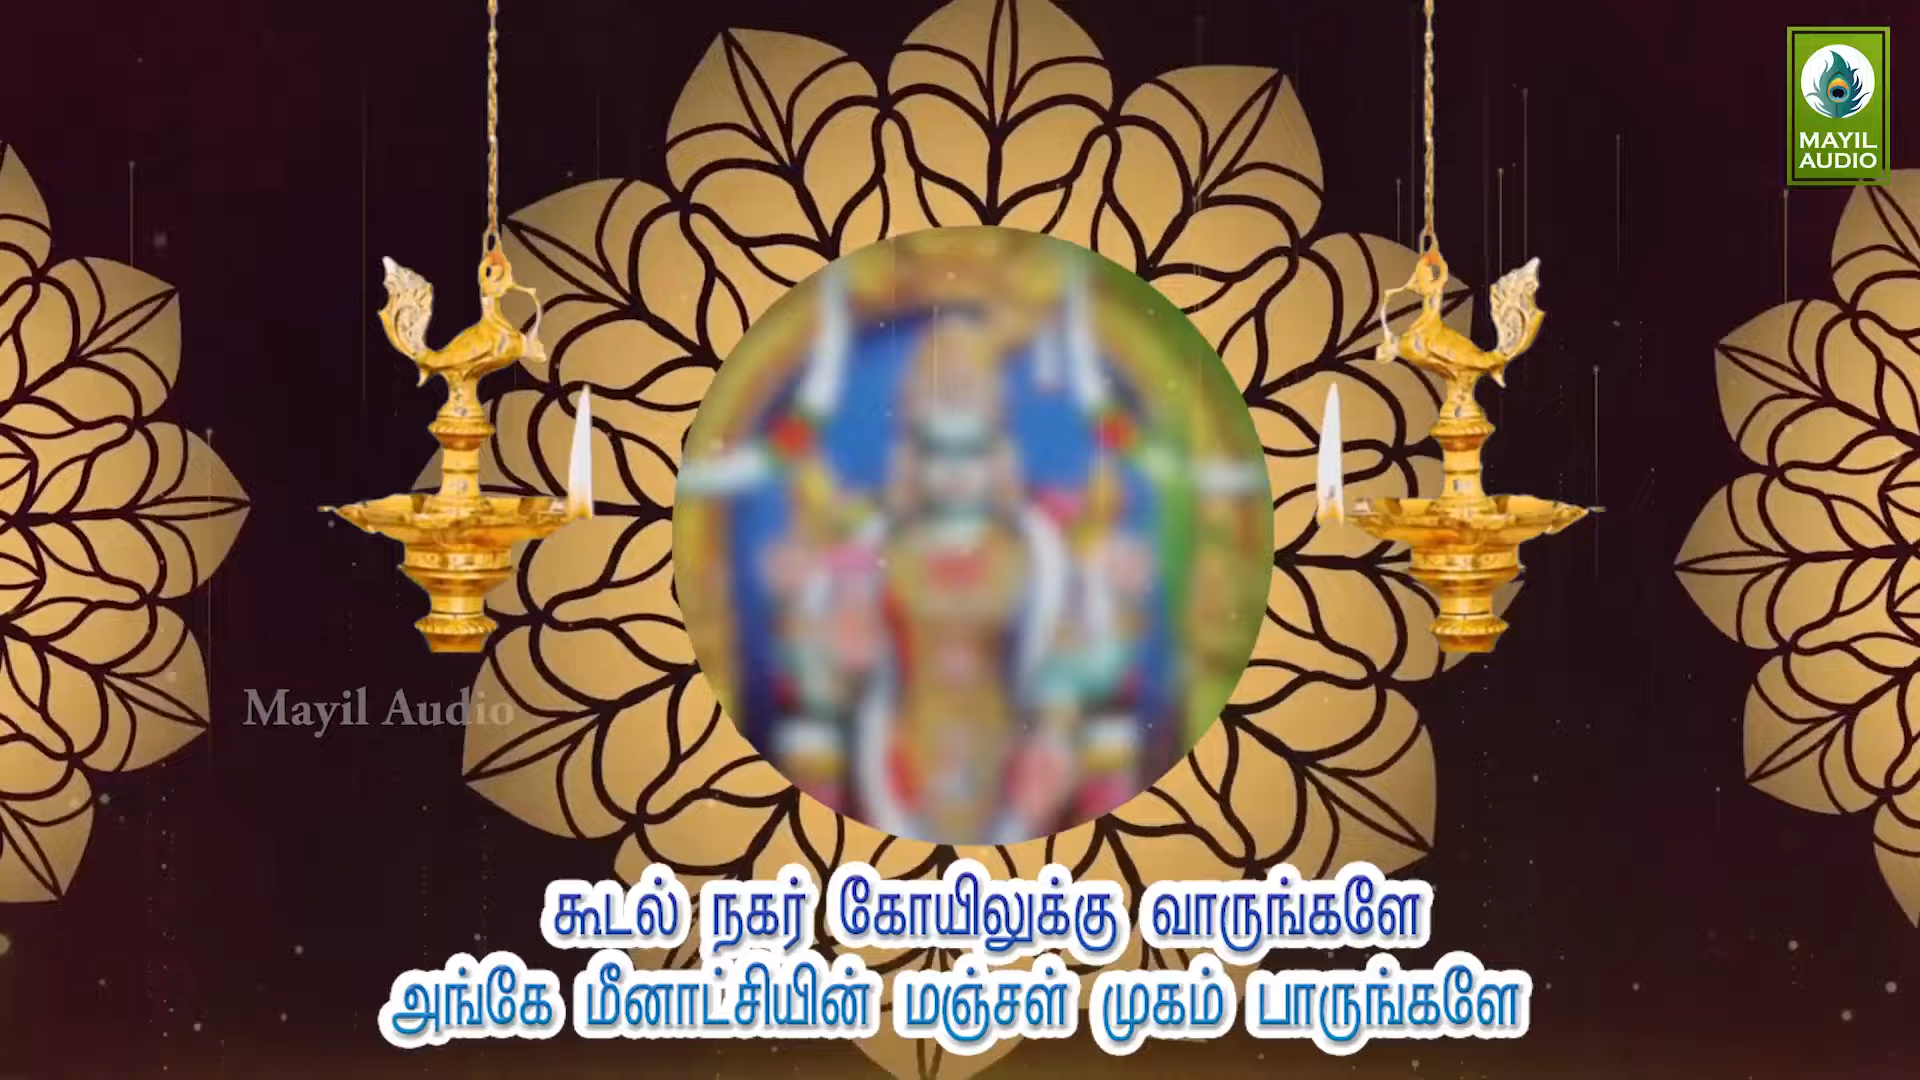 MAYIL
AUDIO
Mayil Audio
கூடல் நகர் கோயிலுக்கு வாருங்களே
அங்கே மீனாட்சியின் மஞ்சள் முகம் பாருங்களே